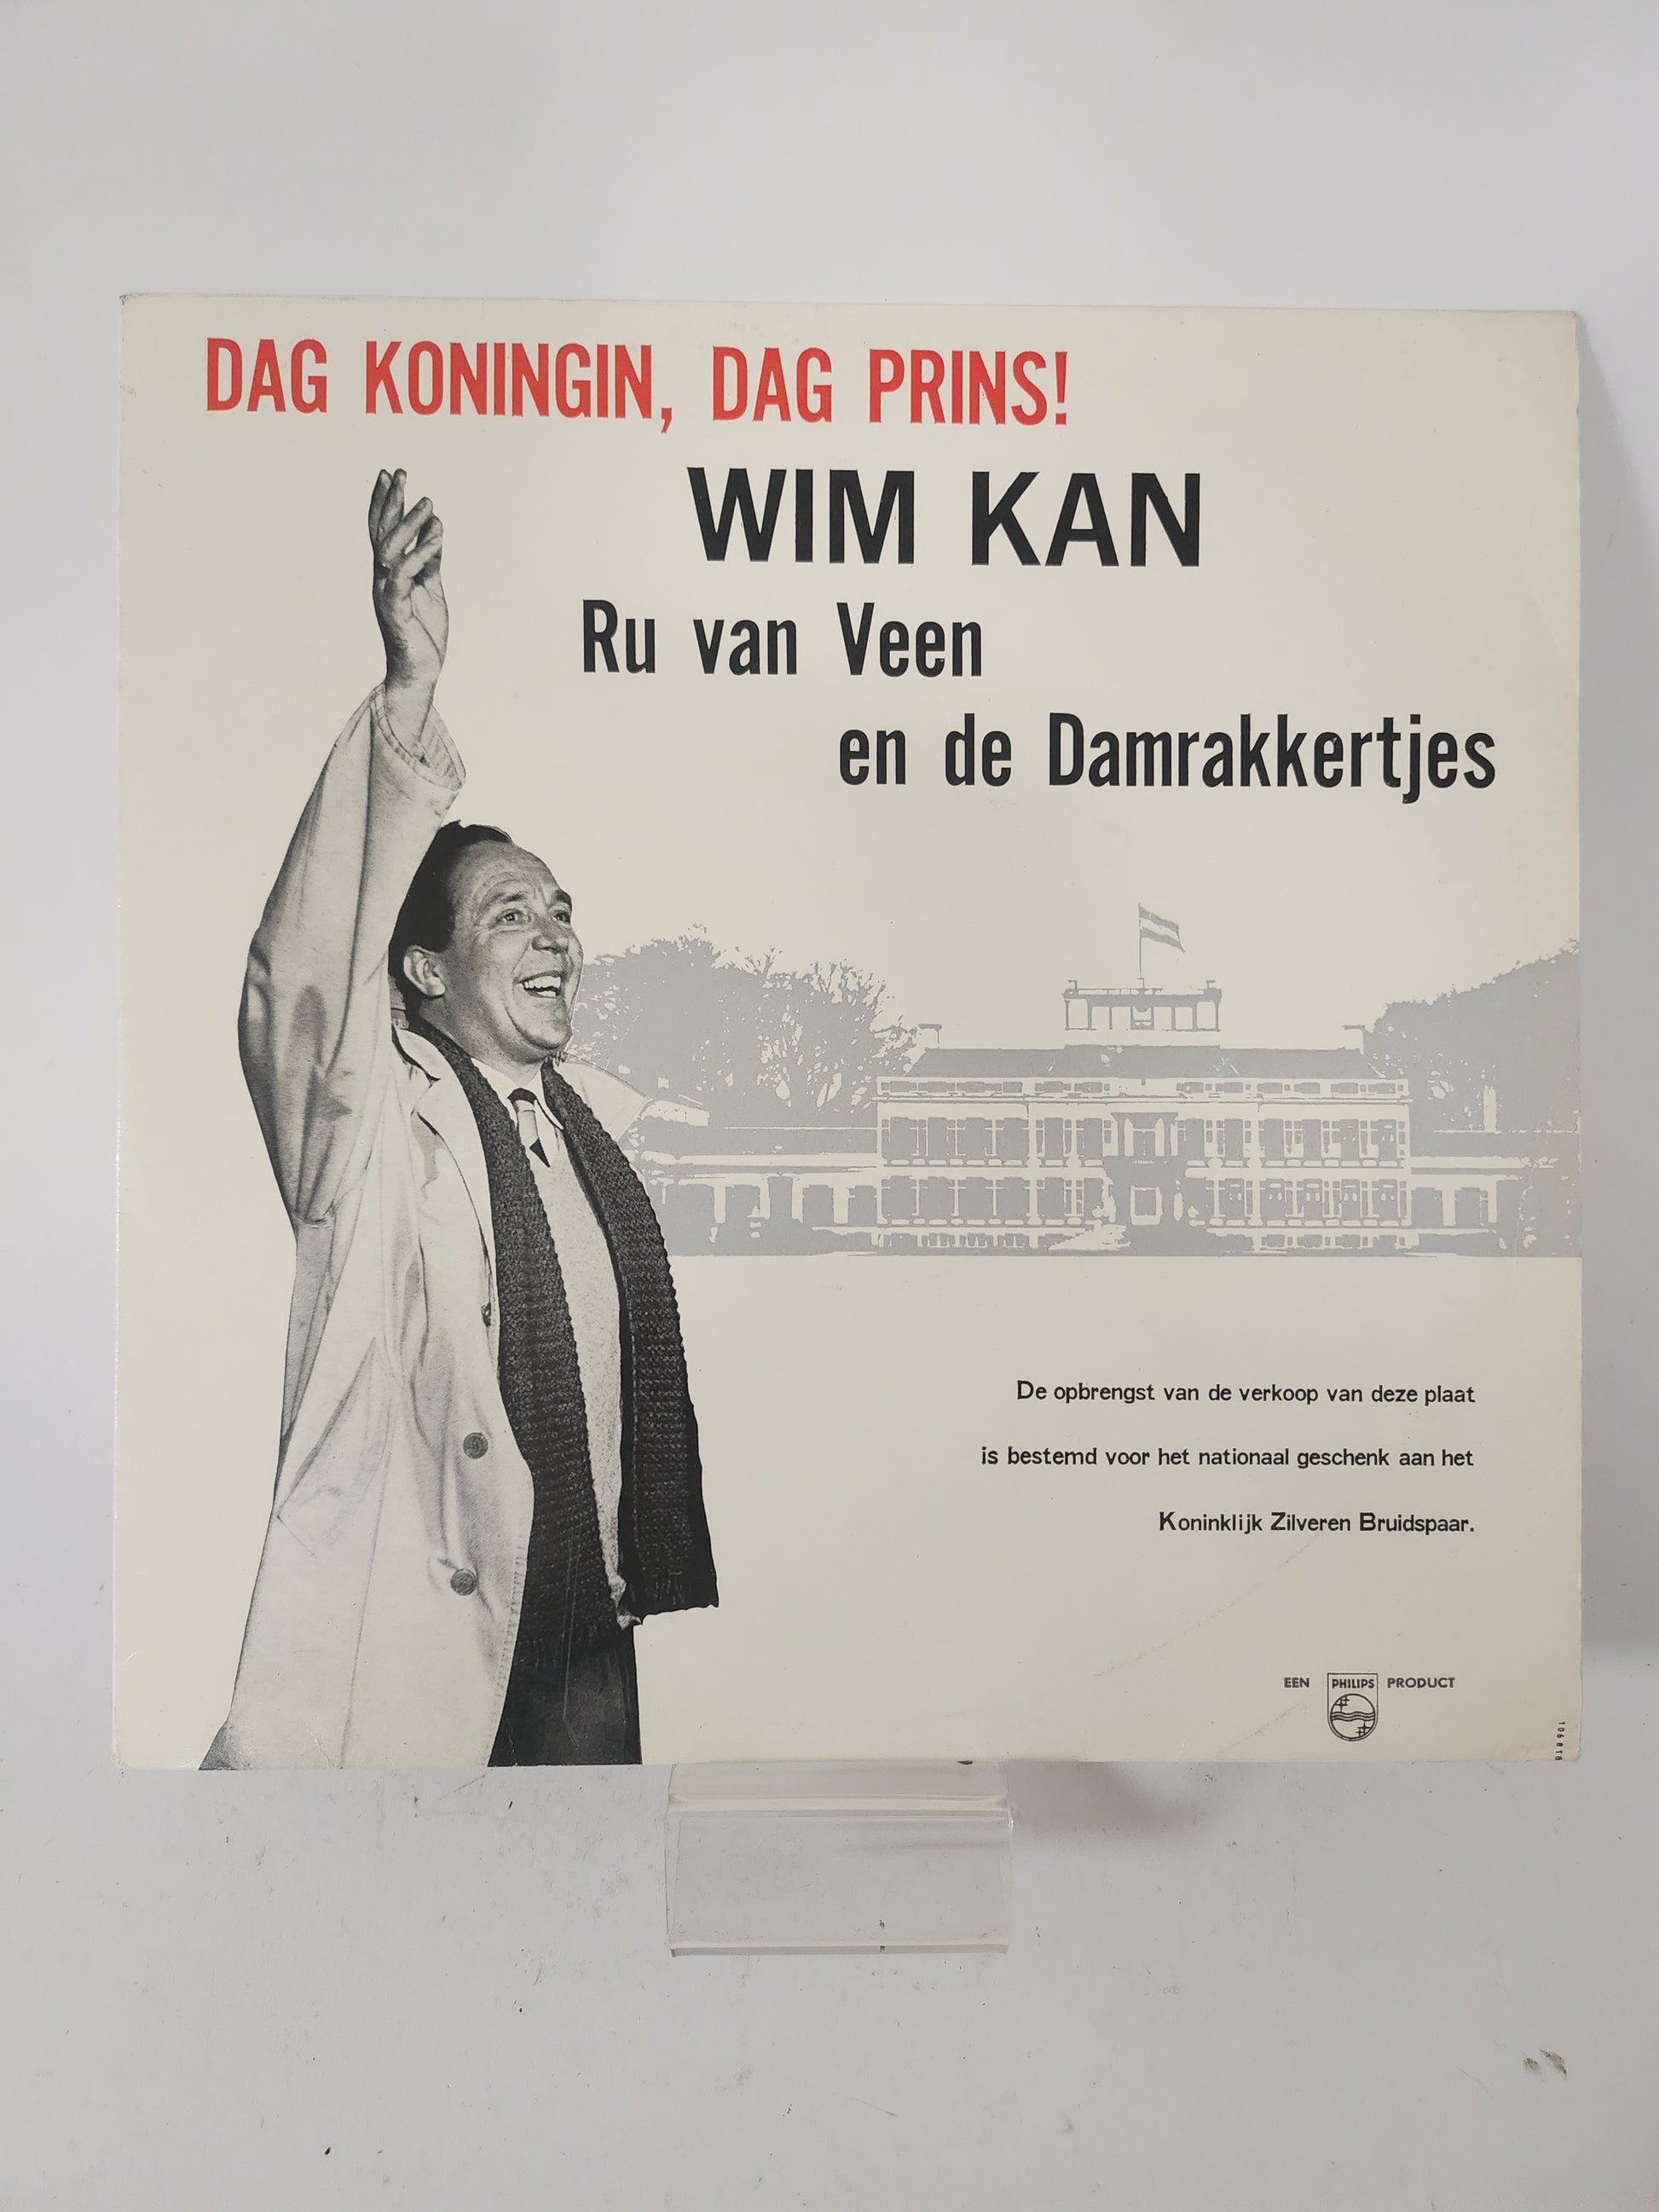 DAG KONINGIN, DAG PRINS!
WIM KAN
Ru van Veen
en de Damrakkertjes
De opbrengst van de verkoop van deze plaat
is bestemd voor het nationaal geschenk aan het
Koninklijk Zilveren Bruidspaar.
EEN PHILIPS PRODUCT